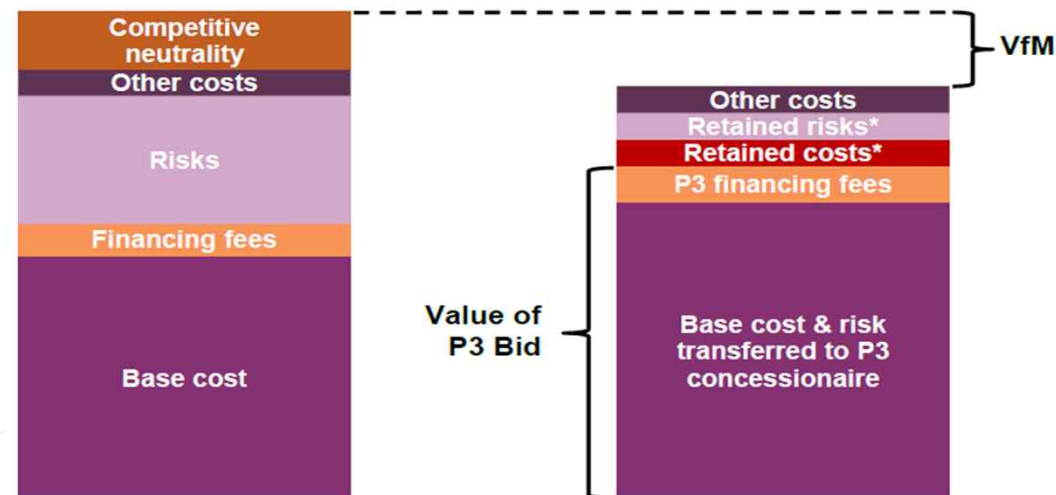 Competitive
neutrality
Other costs
Risks
Financing fees
Base cost
Value of
P3 Bid
Other costs
Retained risks*
Retained costs*
P3 financing fees
Base cost & risk
transferred to P3
concessionaire
VfM